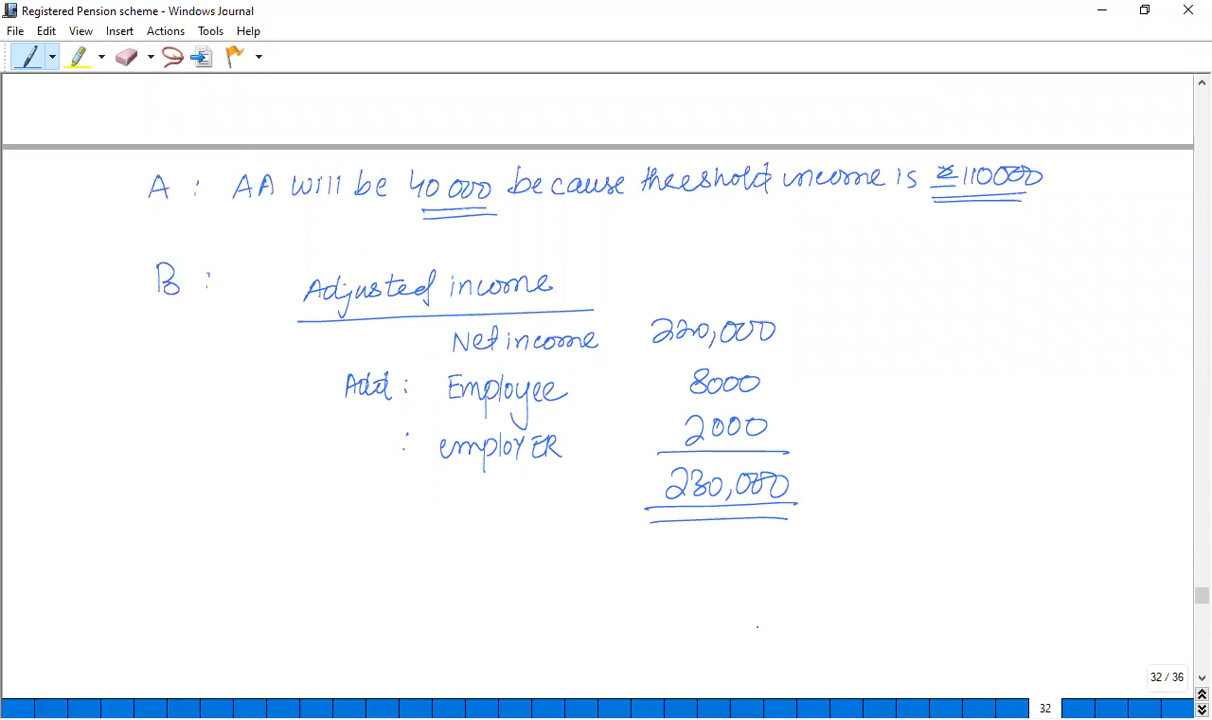 Registered Pension scheme - Windows Journal
File Edit View Insert Actions Tools Help
A : AA will be 40 000 because theeshold income is ≤ 110000
B :
Adjusted income
Net income 220,000
Add : Employee 8000
: employER 2000
230,000
32 / 36
32